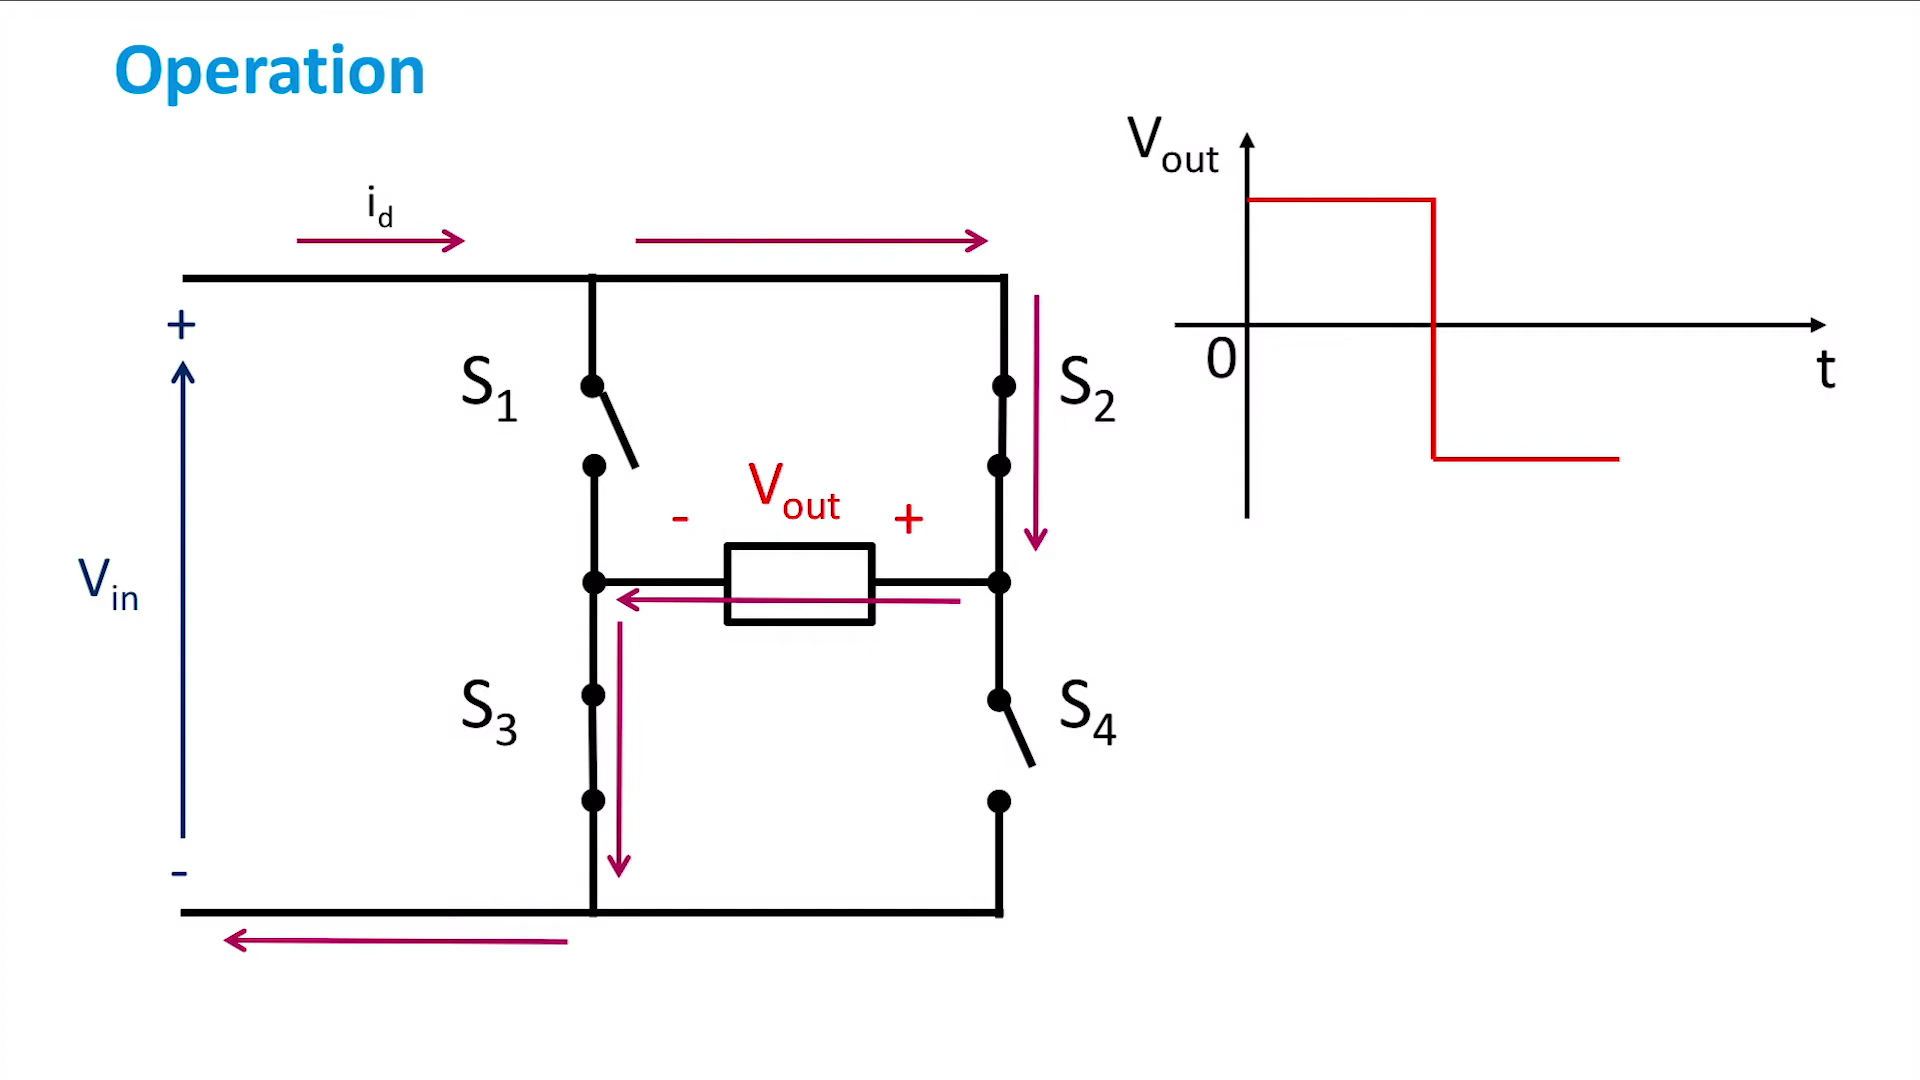 Operation
V_out
i_d
+
0
t
S_1
S_2
V_out
- +
V_in
S_3
S_4
-